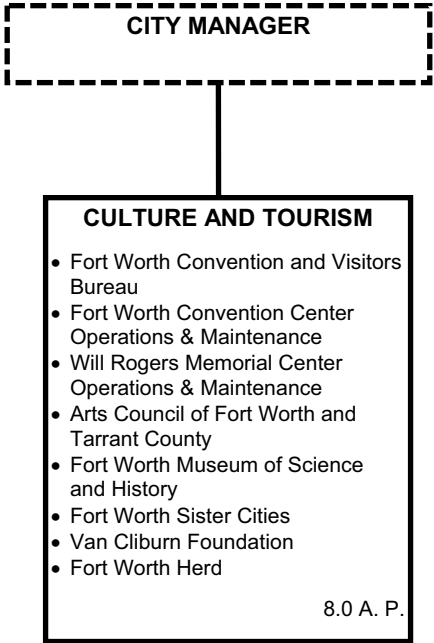 CITY MANAGER
CULTURE AND TOURISM
• Fort Worth Convention and Visitors
Bureau
• Fort Worth Convention Center
Operations & Maintenance
• Will Rogers Memorial Center
Operations & Maintenance
• Arts Council of Fort Worth and
Tarrant County
• Fort Worth Museum of Science
and History
• Fort Worth Sister Cities
• Van Cliburn Foundation
• Fort Worth Herd
8.0 A. P.